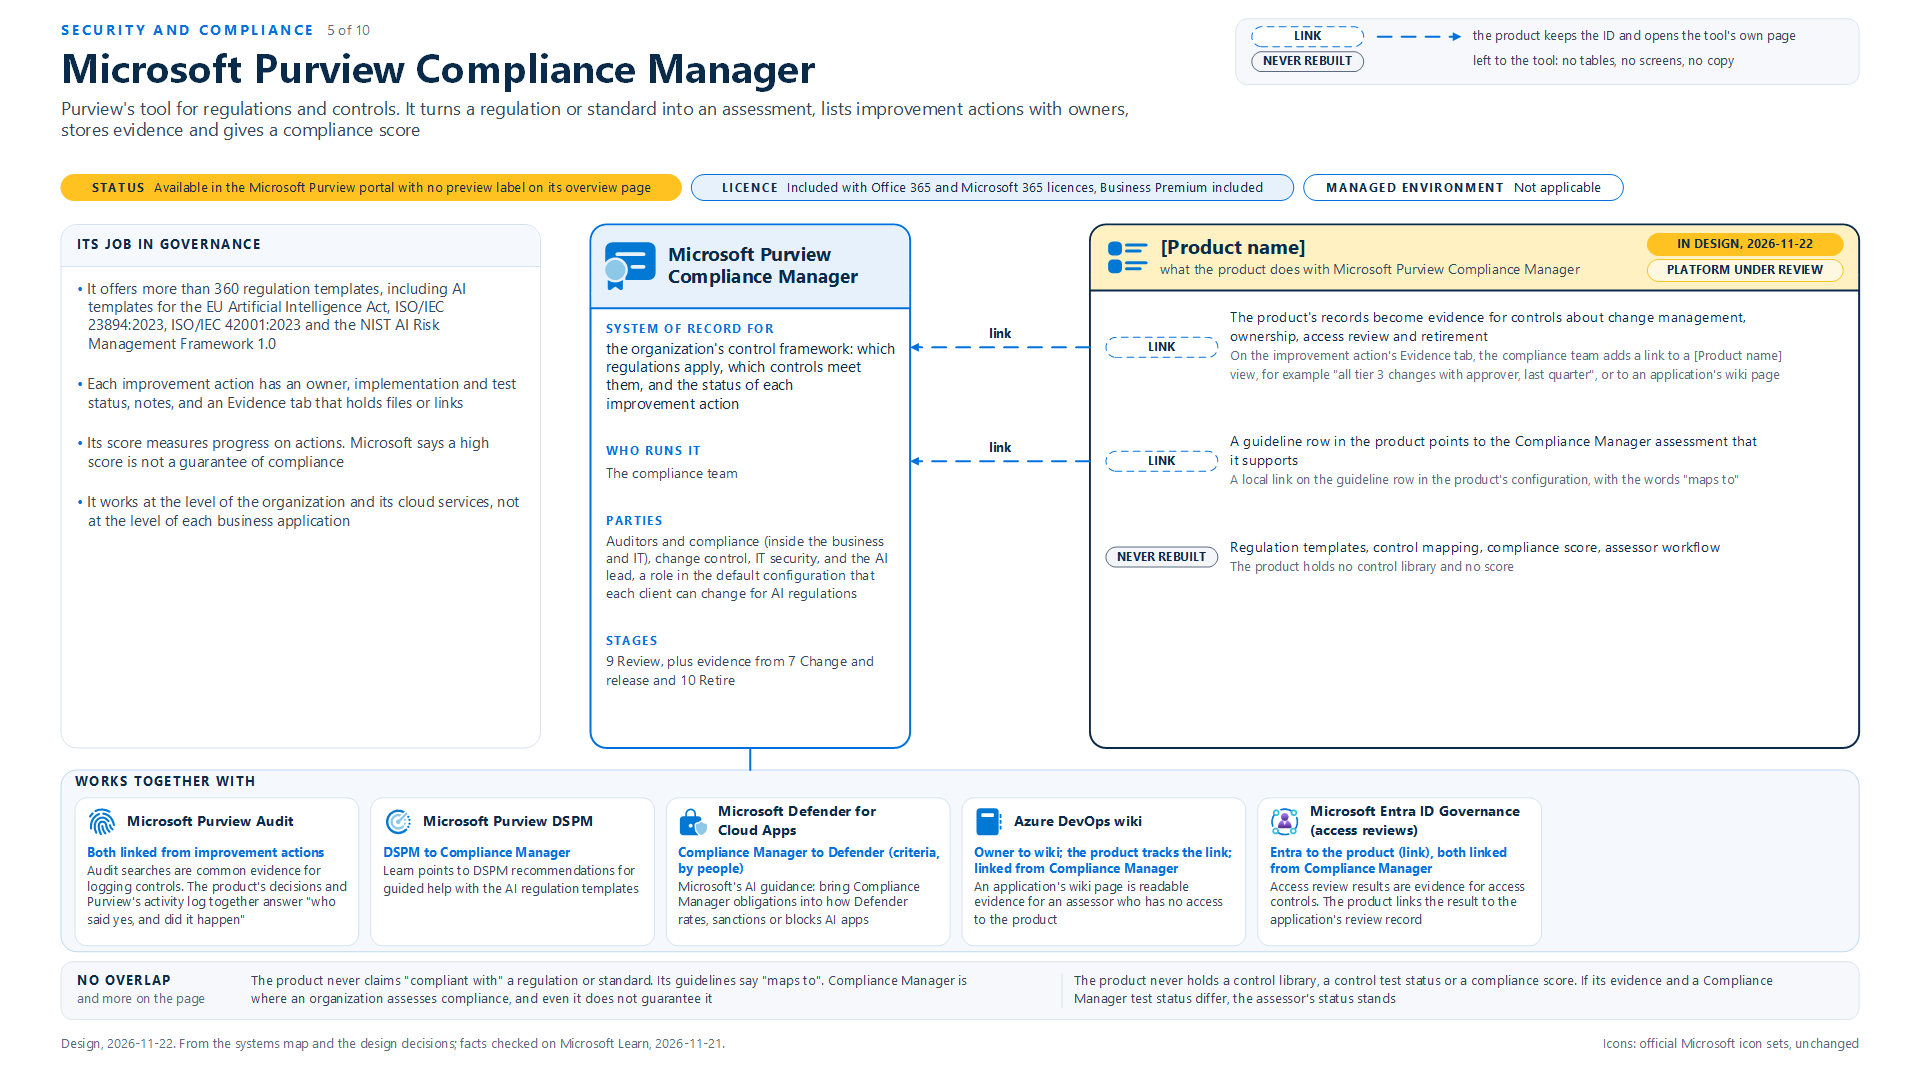 SECURITY AND COMPLIANCE 5 of 10
Microsoft Purview Compliance Manager
Purview's tool for regulations and controls. It turns a regulation or standard into an assessment, lists improvement actions with owners,
stores evidence and gives a compliance score
LINK the product keeps the ID and opens the tool's own page
NEVER REBUILT left to the tool: no tables, no screens, no copy
STATUS Available in the Microsoft Purview portal with no preview label on its overview page
LICENCE Included with Office 365 and Microsoft 365 licences, Business Premium included
MANAGED ENVIRONMENT Not applicable
ITS JOB IN GOVERNANCE
• It offers more than 360 regulation templates, including AI
templates for the EU Artificial Intelligence Act, ISO/IEC
23894:2023, ISO/IEC 42001:2023 and the NIST AI Risk
Management Framework 1.0
• Each improvement action has an owner, implementation and test
status, notes, and an Evidence tab that holds files or links
• Its score measures progress on actions. Microsoft says a high
score is not a guarantee of compliance
• It works at the level of the organization and its cloud services, not
at the level of each business application
Microsoft Purview
Compliance Manager
SYSTEM OF RECORD FOR
the organization's control framework: which
regulations apply, which controls meet
them, and the status of each
improvement action
WHO RUNS IT
The compliance team
PARTIES
Auditors and compliance (inside the business
and IT), change control, IT security, and the AI
lead, a role in the default configuration that
each client can change for AI regulations
STAGES
9 Review, plus evidence from 7 Change and
release and 10 Retire
link
link
[Product name]
what the product does with Microsoft Purview Compliance Manager
IN DESIGN, 2026-11-22
PLATFORM UNDER REVIEW
LINK
The product's records become evidence for controls about change management,
ownership, access review and retirement
On the improvement action's Evidence tab, the compliance team adds a link to a [Product name]
view, for example "all tier 3 changes with approver, last quarter", or to an application's wiki page
LINK
A guideline row in the product points to the Compliance Manager assessment that
it supports
A local link on the guideline row in the product's configuration, with the words "maps to"
NEVER REBUILT
Regulation templates, control mapping, compliance score, assessor workflow
The product holds no control library and no score
WORKS TOGETHER WITH
Microsoft Purview Audit
Both linked from improvement actions
Audit searches are common evidence for
logging controls. The product's decisions and
Purview's activity log together answer "who
said yes, and did it happen"
Microsoft Purview DSPM
DSPM to Compliance Manager
Learn points to DSPM recommendations for
guided help with the AI regulation templates
Microsoft Defender for
Cloud Apps
Compliance Manager to Defender (criteria,
by people)
Microsoft's AI guidance: bring Compliance
Manager obligations into how Defender
rates, sanctions or blocks AI apps
Azure DevOps wiki
Owner to wiki; the product tracks the link;
linked from Compliance Manager
An application's wiki page is readable
evidence for an assessor who has no access
to the product
Microsoft Entra ID Governance
(access reviews)
Entra to the product (link), both linked
from Compliance Manager
Access review results are evidence for access
controls. The product links the result to the
application's review record
NO OVERLAP
and more on the page
The product never claims "compliant with" a regulation or standard. Its guidelines say "maps to". Compliance Manager is
where an organization assesses compliance, and even it does not guarantee it
The product never holds a control library, a control test status or a compliance score. If its evidence and a Compliance
Manager test status differ, the assessor's status stands
Design, 2026-11-22. From the systems map and the design decisions; facts checked on Microsoft Learn, 2026-11-21.
Icons: official Microsoft icon sets, unchanged